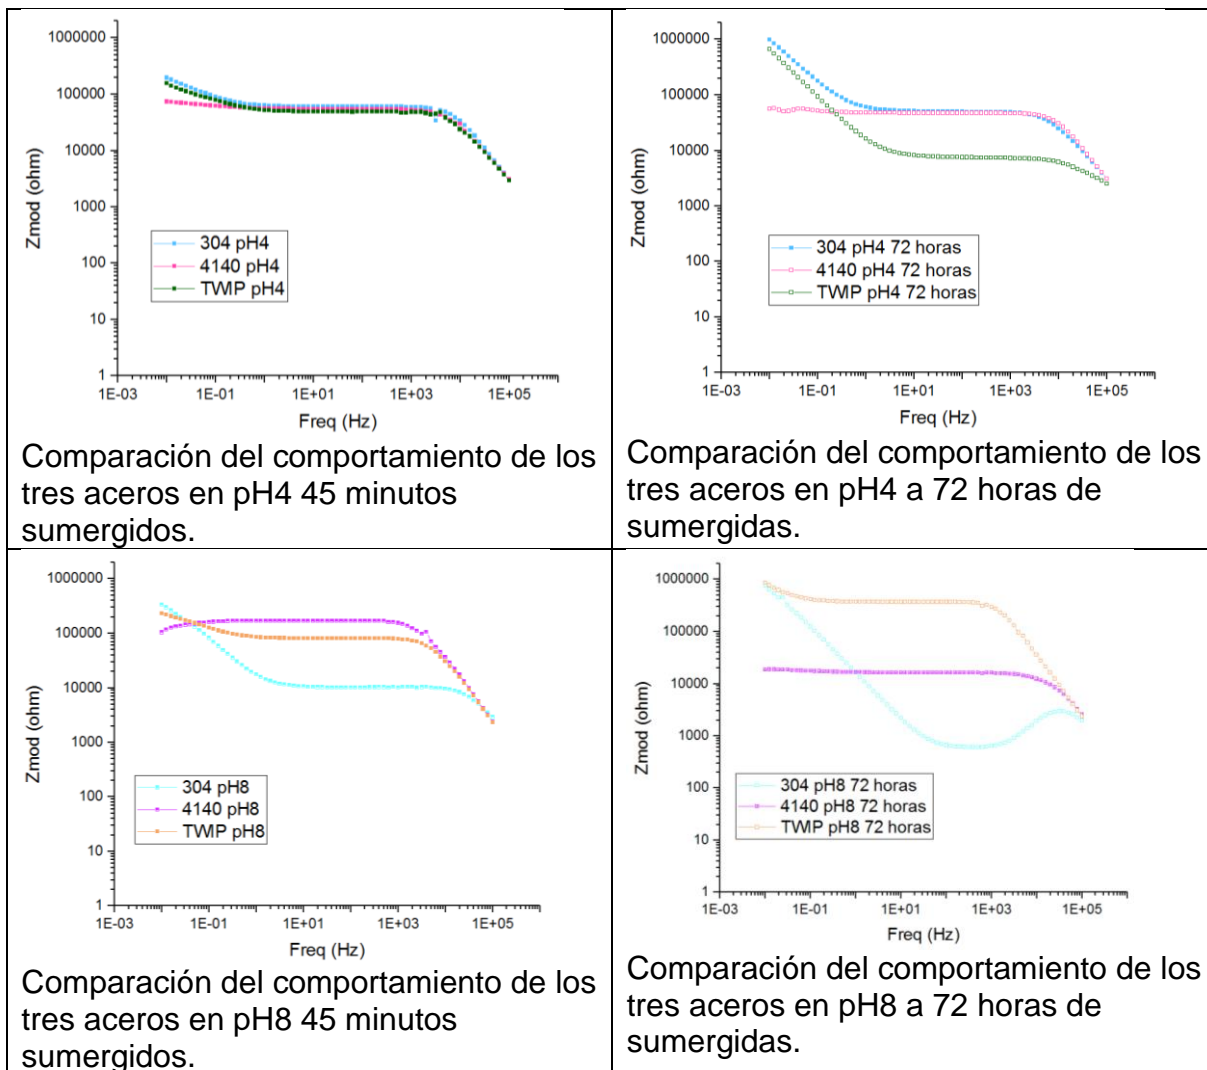 1000000
100000
10000
1000
100
10
1
Zmod (ohm)
304 pH4
4140 pH4
TWIP pH4
1E-03 1E-01 1E+01 1E+03 1E+05
Freq (Hz)
Comparación del comportamiento de los
tres aceros en pH4 45 minutos
sumergidos.
1000000
100000
10000
1000
100
10
1
Zmod (ohm)
304 pH4 72 horas
4140 pH4 72 horas
TWIP pH4 72 horas
1E-03 1E-01 1E+01 1E+03 1E+05
Freq (Hz)
Comparación del comportamiento de los
tres aceros en pH4 a 72 horas de
sumergidas.
1000000
100000
10000
1000
100
10
1
Zmod (ohm)
304 pH8
4140 pH8
TWIP pH8
1E-03 1E-01 1E+01 1E+03 1E+05
Freq (Hz)
Comparación del comportamiento de los
tres aceros en pH8 45 minutos
sumergidos.
1000000
100000
10000
1000
100
10
1
Zmod (ohm)
304 pH8 72 horas
4140 pH8 72 horas
TWIP pH8 72 horas
1E-03 1E-01 1E+01 1E+03 1E+05
Freq (Hz)
Comparación del comportamiento de los
tres aceros en pH8 a 72 horas de
sumergidas.